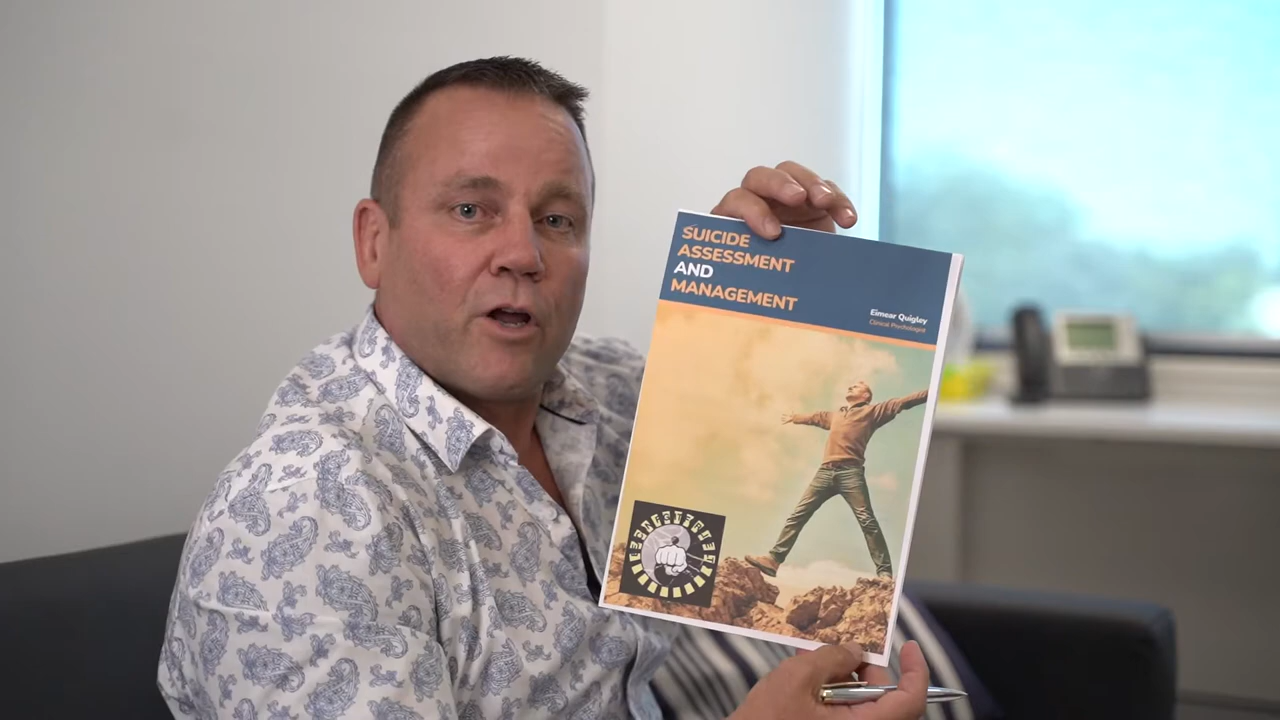 SUICIDE
ASSESSMENT
AND
MANAGEMENT
Eimear Quigley
Clinical Psychologist